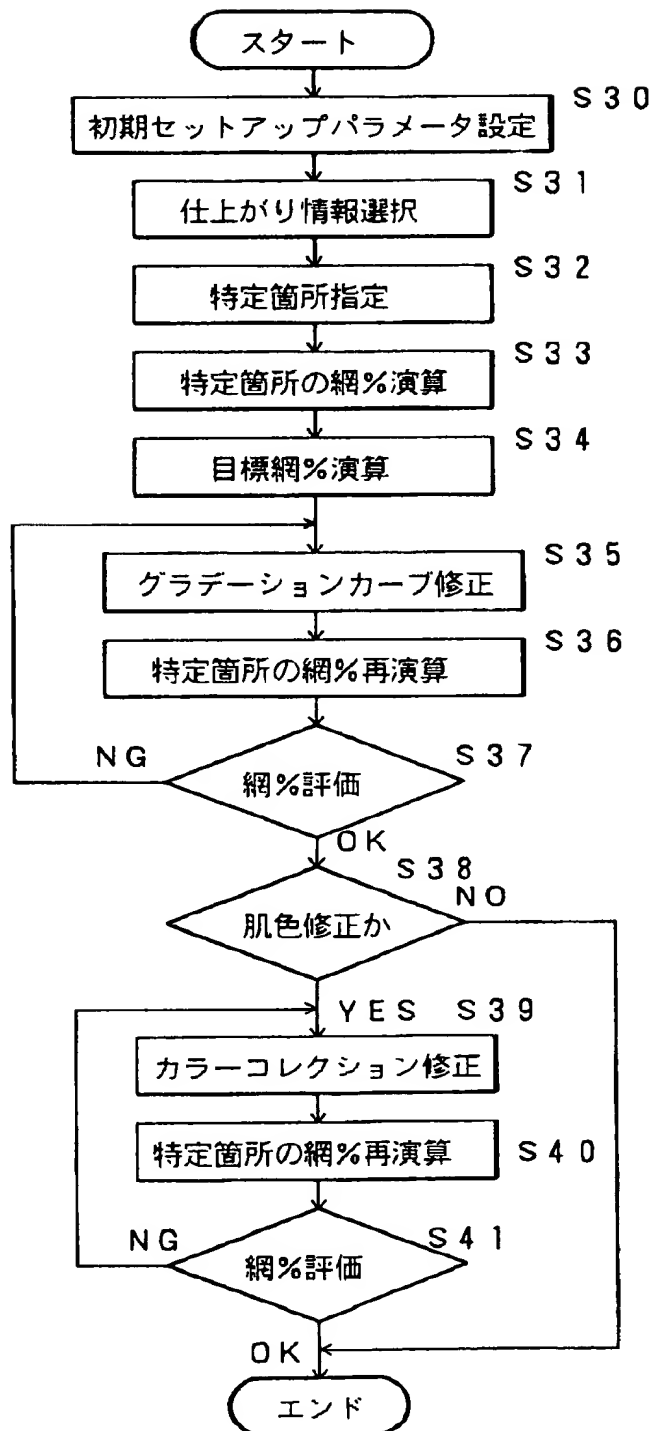 スタート
S30
初期セットアップパラメータ設定
S31
仕上がり情報選択
S32
特定箇所指定
S33
特定箇所の網%演算
S34
目標網%演算
S35
グラデーションカーブ修正
S36
特定箇所の網%再演算
NG
S37
網%評価
OK
S38
NO
肌色修正か
YES
S39
カラーコレクション修正
特定箇所の網%再演算
S40
NG
S41
網%評価
OK
エンド